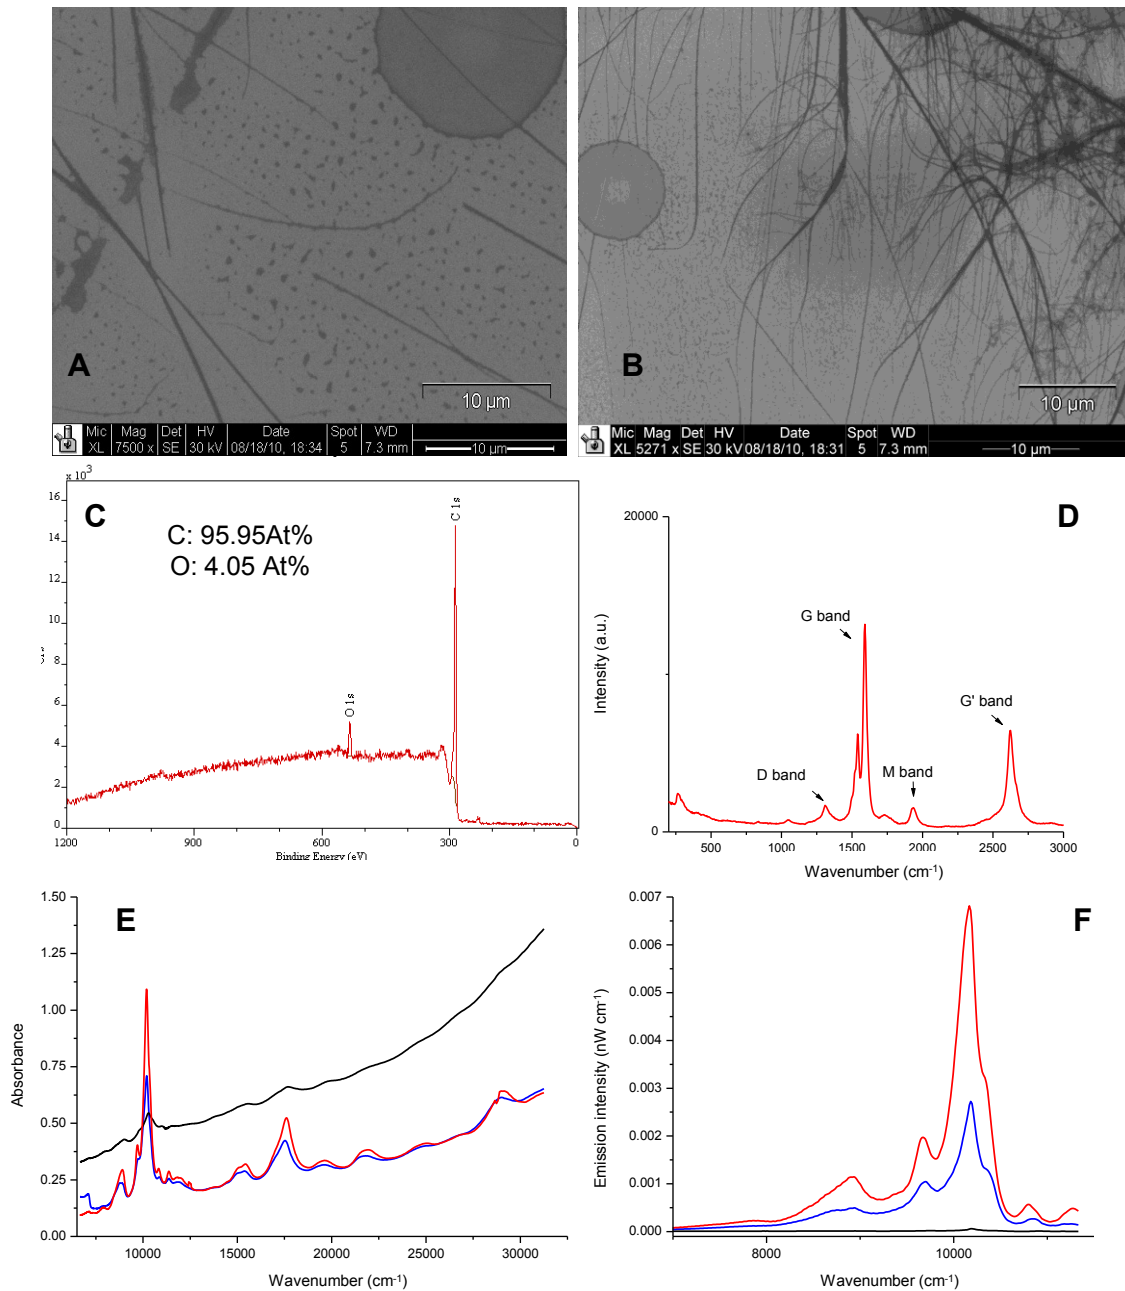 A
10 µm
Mic Mag Det HV Date Spot WD
XL 7500 x SE 30 kV 08/18/10, 18:34 5 7.3 mm 10 µm
B
10 µm
Mic Mag Det HV Date Spot WD
XL 5271 x SE 30 kV 08/18/10, 18:31 5 7.3 mm 10 µm
x 10³
C
C: 95.95At%
O: 4.05 At%
C 1s
O 1s
16
14
12
10
8
6
4
2
0
1200 900 600 300 0
Binding Energy (eV)
D
20000
0
Intensity (a.u.)
G band
G' band
D band
M band
500 1000 1500 2000 2500 3000
Wavenumber (cm⁻¹)
E
1.50
1.25
1.00
0.75
0.50
0.25
0.00
Absorbance
10000 15000 20000 25000 30000
Wavenumber (cm⁻¹)
F
0.007
0.006
0.005
0.004
0.003
0.002
0.001
0.000
Emission intensity (nW cm⁻¹)
8000 10000
Wavenumber (cm⁻¹)